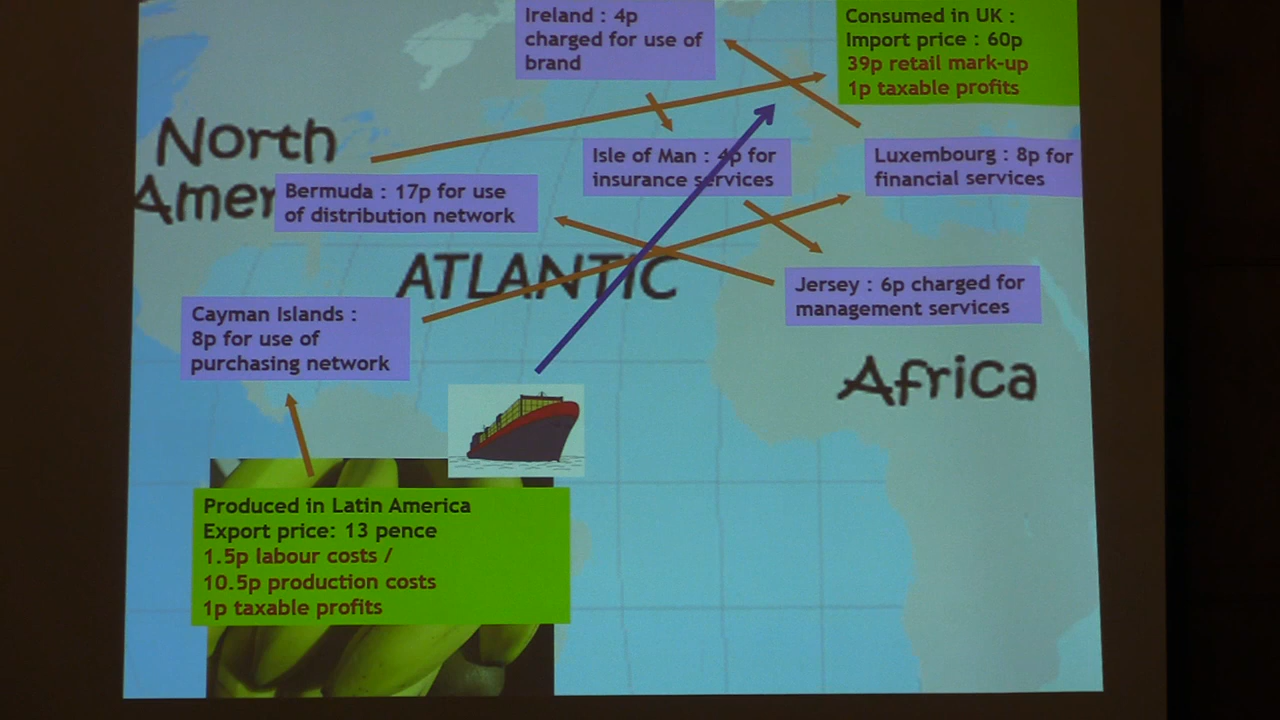 Ireland : 4p
charged for use of
brand
Consumed in UK :
Import price : 60p
39p retail mark-up
1p taxable profits
North
Amer
Isle of Man : 4p for
insurance services
Luxembourg : 8p for
financial services
Bermuda : 17p for use
of distribution network
ATLANTIC
Jersey : 6p charged for
management services
Cayman Islands :
8p for use of
purchasing network
Africa
Produced in Latin America
Export price: 13 pence
1.5p labour costs /
10.5p production costs
1p taxable profits